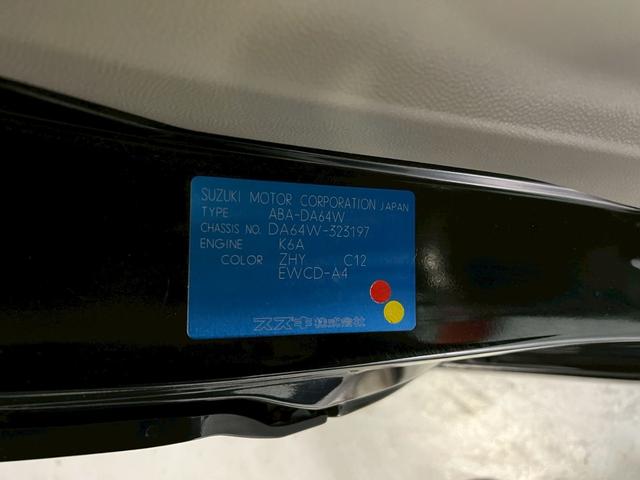 SUZUKI MOTOR CORPORATION JAPAN
TYPE ABA-DA64W
CHASSIS NO. DA64W-323197
ENGINE K6A
COLOR ZHY C12
EWCD-A4
スズキ株式会社